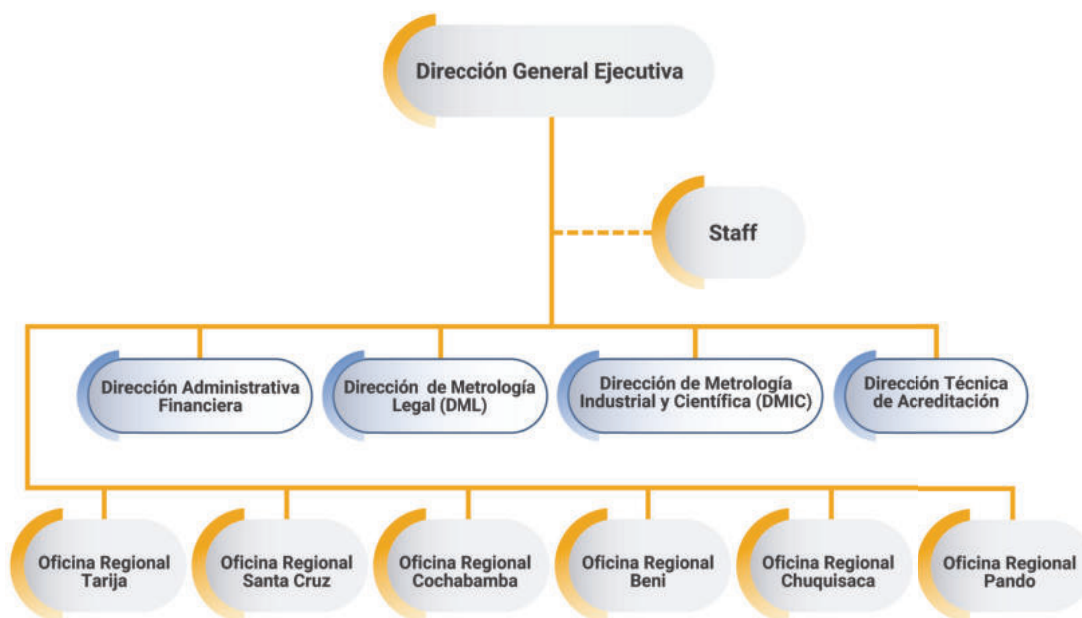 Dirección General Ejecutiva
Staff
Dirección Administrativa
Financiera
Dirección de Metrología
Legal (DML)
Dirección de Metrología
Industrial y Científica (DMIC)
Dirección Técnica
de Acreditación
Oficina Regional
Tarija
Oficina Regional
Santa Cruz
Oficina Regional
Cochabamba
Oficina Regional
Beni
Oficina Regional
Chuquisaca
Oficina Regional
Pando